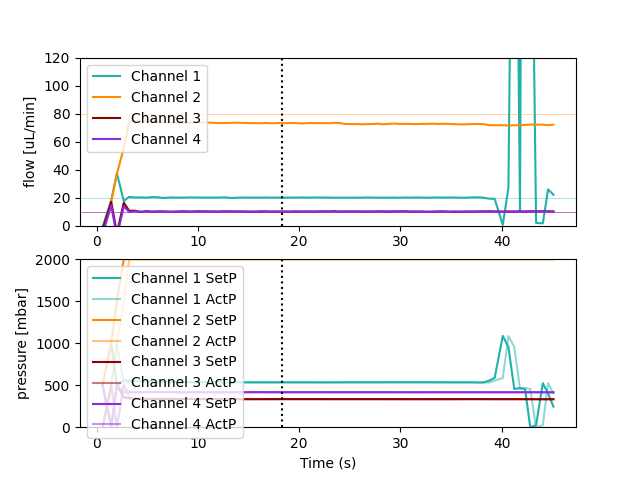 120
100
80
60
40
20
0
flow [uL/min]
Channel 1
Channel 2
Channel 3
Channel 4
0 10 20 30 40
2000
1500
1000
500
0
pressure [mbar]
Channel 1 SetP
Channel 1 ActP
Channel 2 SetP
Channel 2 ActP
Channel 3 SetP
Channel 3 ActP
Channel 4 SetP
Channel 4 ActP
0 10 20 30 40
Time (s)